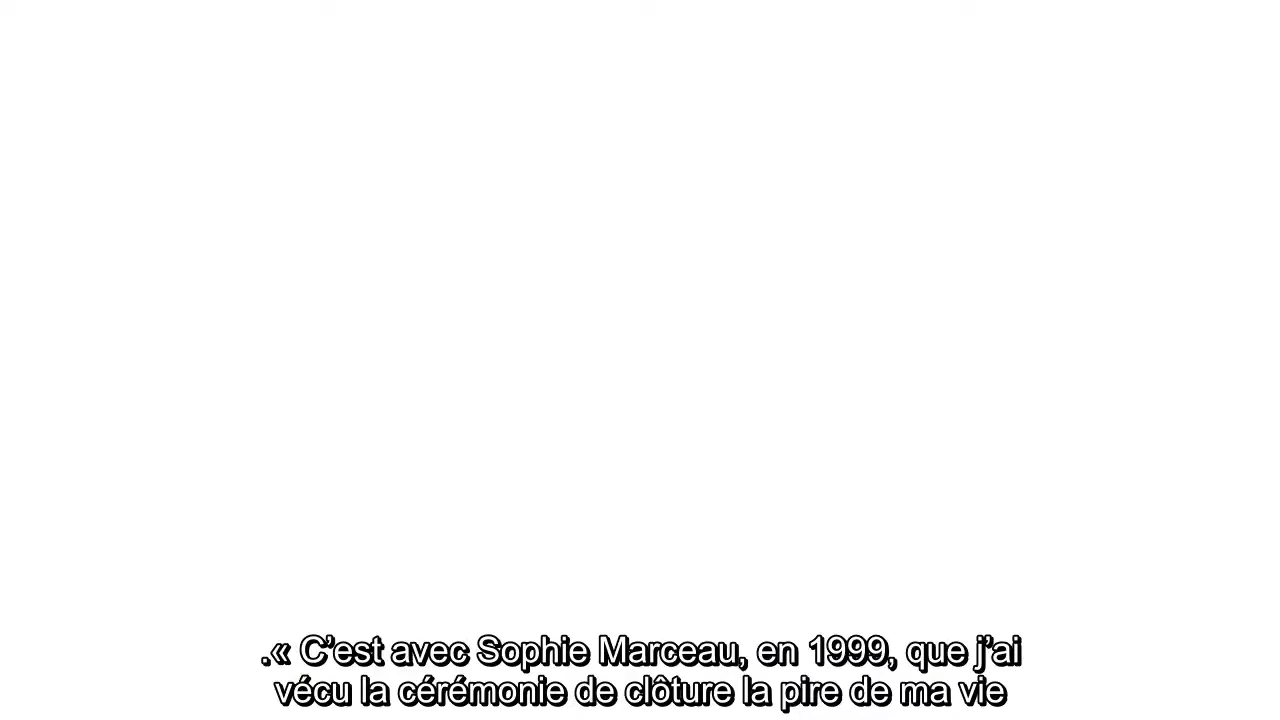 .« C’est avec Sophie Marceau, en 1999, que j’ai
vécu la cérémonie de clôture la pire de ma vie